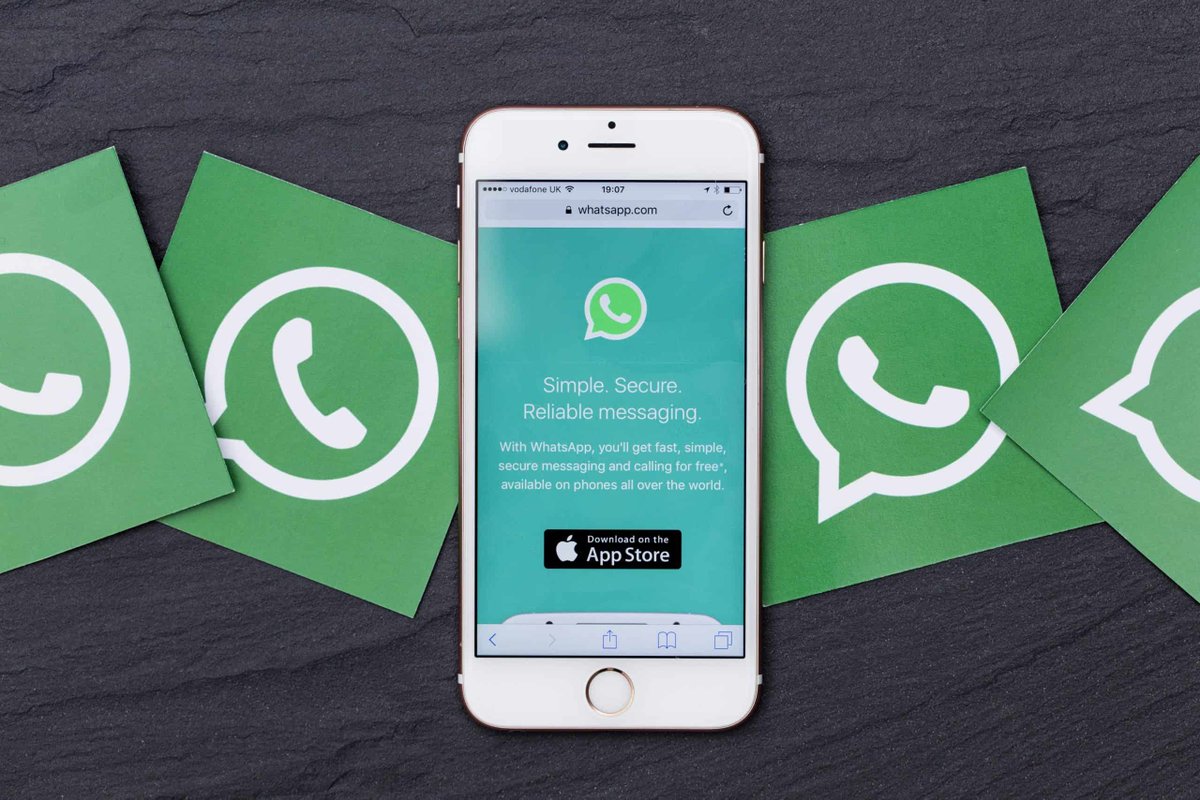 vodafone UK 19:07
whatsapp.com
Simple. Secure.
Reliable messaging.
With WhatsApp, you'll get fast, simple,
secure messaging and calling for free*,
available on phones all over the world.
Download on the
App Store